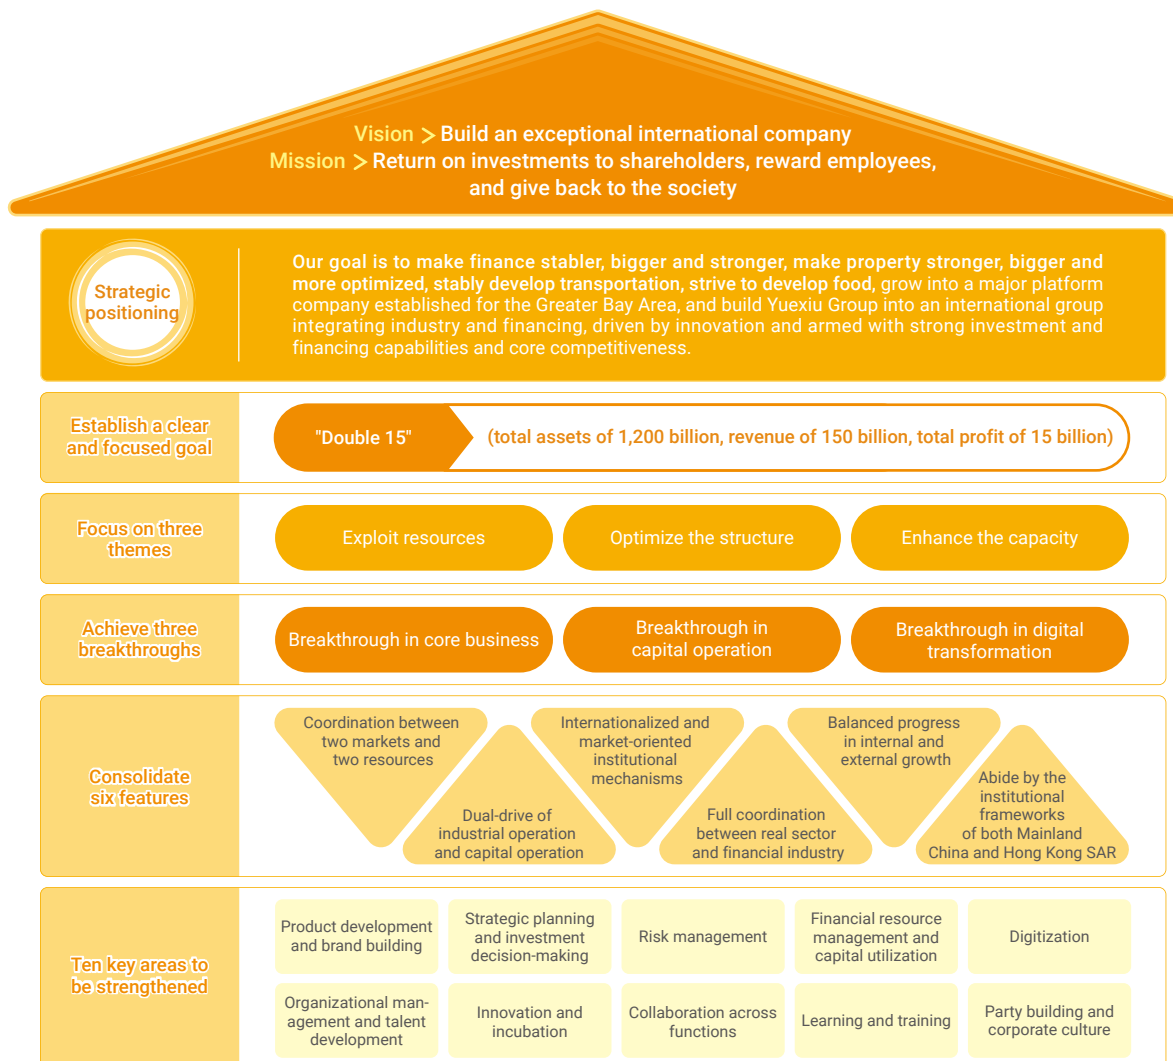 Vision > Build an exceptional international company
Mission > Return on investments to shareholders, reward employees,
and give back to the society
Strategic
positioning
Our goal is to make finance stabler, bigger and stronger, make property stronger, bigger and
more optimized, stably develop transportation, strive to develop food, grow into a major platform
company established for the Greater Bay Area, and build Yuexiu Group into an international group
integrating industry and financing, driven by innovation and armed with strong investment and
financing capabilities and core competitiveness.
Establish a clear
and focused goal
"Double 15"
(total assets of 1,200 billion, revenue of 150 billion, total profit of 15 billion)
Focus on three
themes
Exploit resources
Optimize the structure
Enhance the capacity
Achieve three
breakthroughs
Breakthrough in core business
Breakthrough in
capital operation
Breakthrough in digital
transformation
Consolidate
six features
Coordination between
two markets and
two resources
Dual-drive of
industrial operation
and capital operation
Internationalized and
market-oriented
institutional
mechanisms
Full coordination
between real sector
and financial industry
Balanced progress
in internal and
external growth
Abide by the
institutional
frameworks
of both Mainland
China and Hong Kong SAR
Ten key areas to
be strengthened
Product development
and brand building
Strategic planning
and investment
decision-making
Risk management
Financial resource
management and
capital utilization
Digitization
Organizational man-
agement and talent
development
Innovation and
incubation
Collaboration across
functions
Learning and training
Party building and
corporate culture